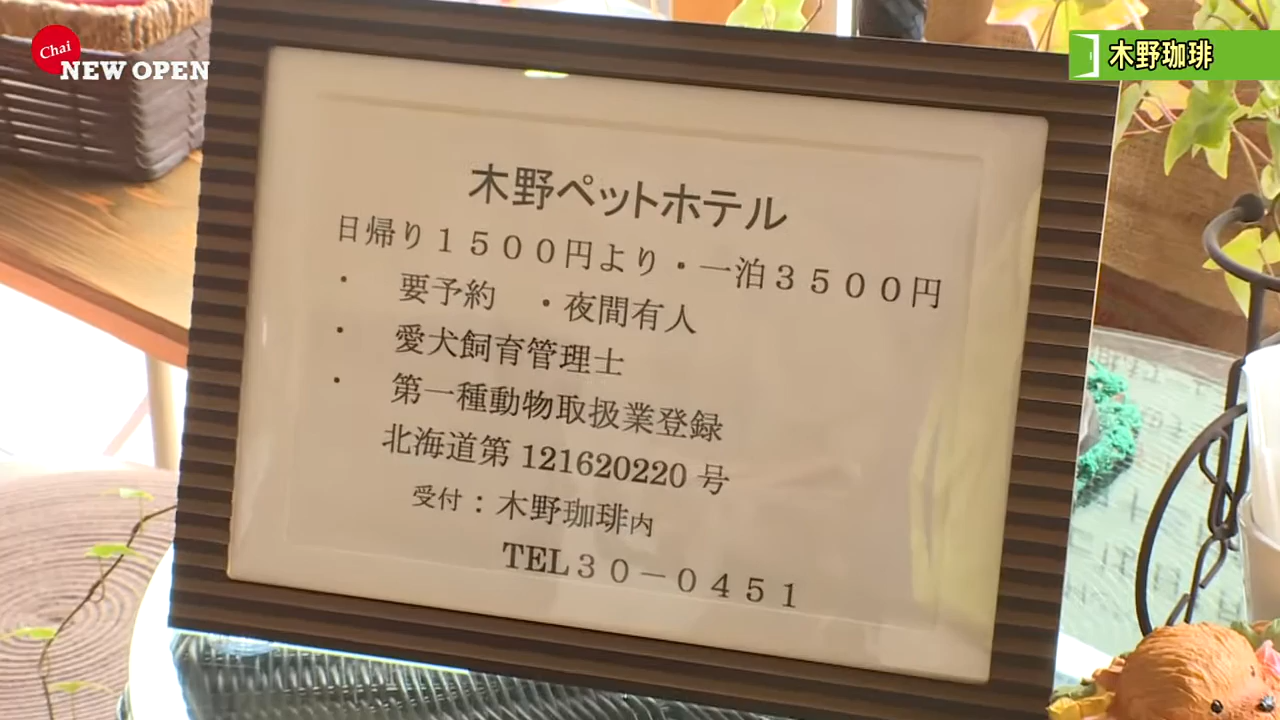 Chai
NEW OPEN
木野珈琲
木野ペットホテル
日帰り１５００円より・一泊３５００円
・ 要予約 ・夜間有人
・ 愛犬飼育管理士
・ 第一種動物取扱業登録
北海道第 121620220 号
受付：木野珈琲内
TEL３０－０４５１